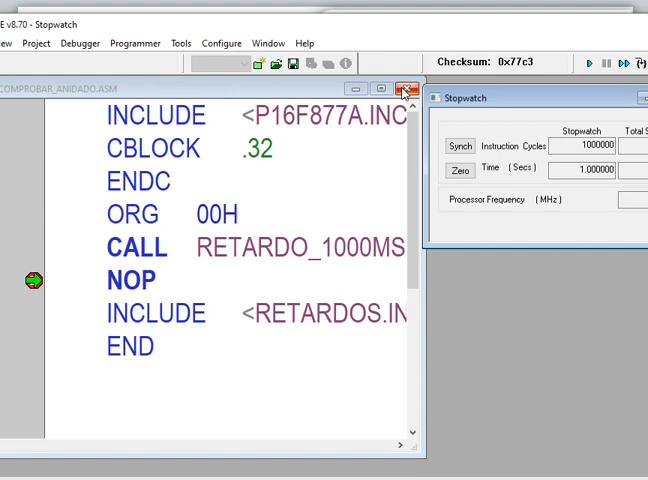 E v8.70 - Stopwatch
ew Project Debugger Programmer Tools Configure Window Help
Checksum: 0x77c3
COMPROBAR_ANIDADO.ASM
INCLUDE <P16F877A.INC
CBLOCK .32
ENDC
ORG 00H
CALL RETARDO_1000MS
NOP
INCLUDE <RETARDOS.IN
END
Stopwatch
Stopwatch Total S
Synch Instruction Cycles 1000000
Zero Time (Secs) 1.000000
Processor Frequency (MHz)